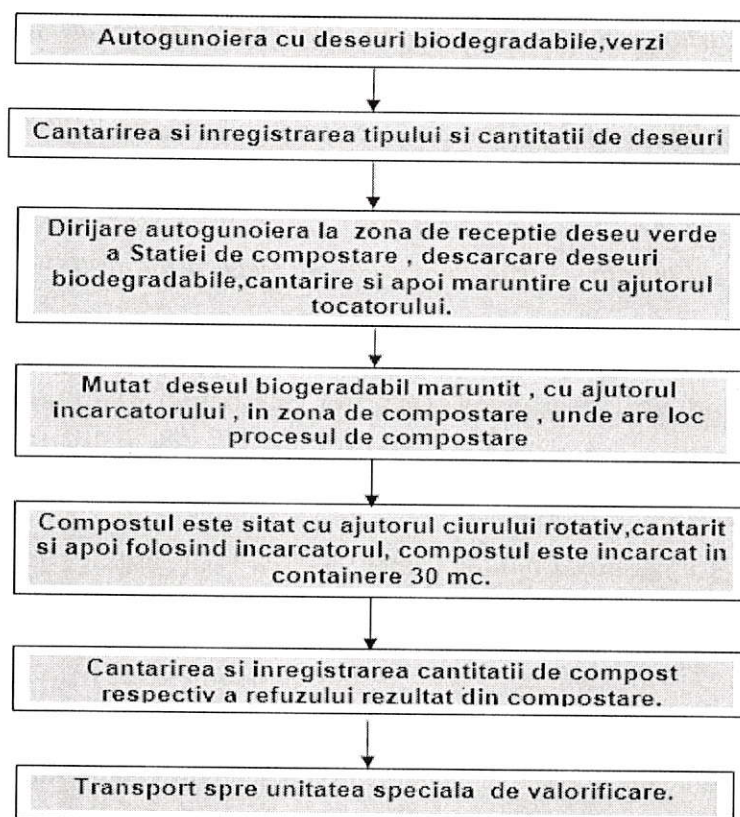 Autogunoiera cu deseuri biodegradabile,verzi
Cantarirea si inregistrarea tipului si cantitatii de deseuri
Dirijare autogunoiera la zona de receptie deseu verde
a Statiei de compostare , descarcare deseuri
biodegradabile,cantarire si apoi maruntire cu ajutorul
tocatorului.
Mutat deseul biogeradabil maruntit , cu ajutorul
incarcatorului , in zona de compostare , unde are loc
procesul de compostare
Compostul este sitat cu ajutorul ciurului rotativ,cantarit
si apoi folosind incarcatorul, compostul este incarcat in
containere 30 mc.
Cantarirea si inregistrarea cantitatii de compost
respectiv a refuzului rezultat din compostare.
Transport spre unitatea speciala de valorificare.